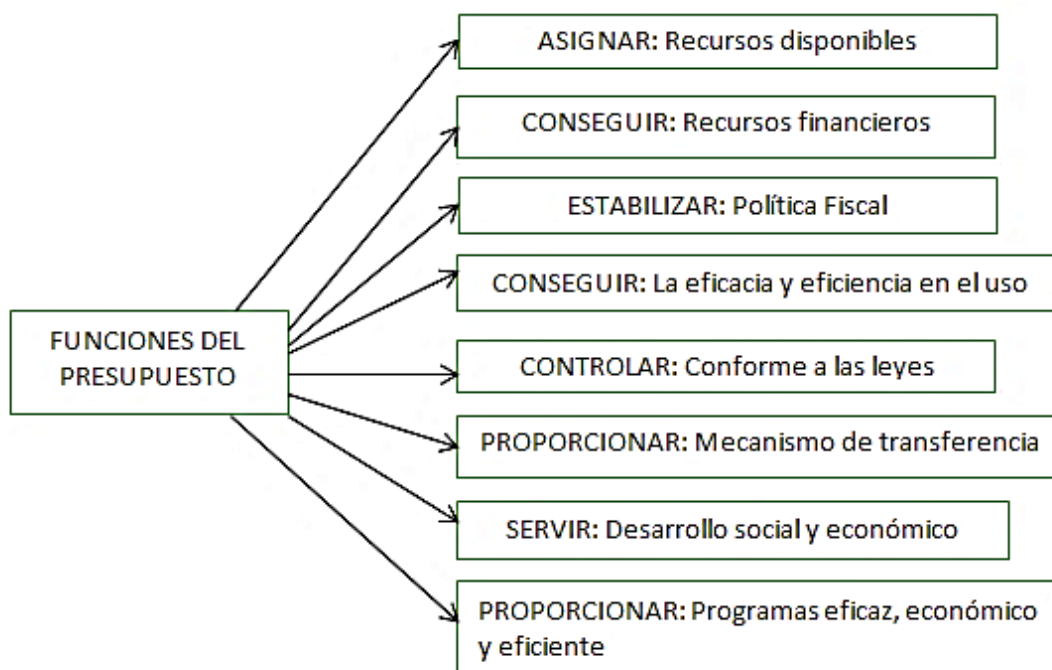 ASIGNAR: Recursos disponibles
CONSEGUIR: Recursos financieros
ESTABILIZAR: Política Fiscal
CONSEGUIR: La eficacia y eficiencia en el uso
FUNCIONES DEL
PRESUPUESTO
CONTROLAR: Conforme a las leyes
PROPORCIONAR: Mecanismo de transferencia
SERVIR: Desarrollo social y económico
PROPORCIONAR: Programas eficaz, económico
y eficiente